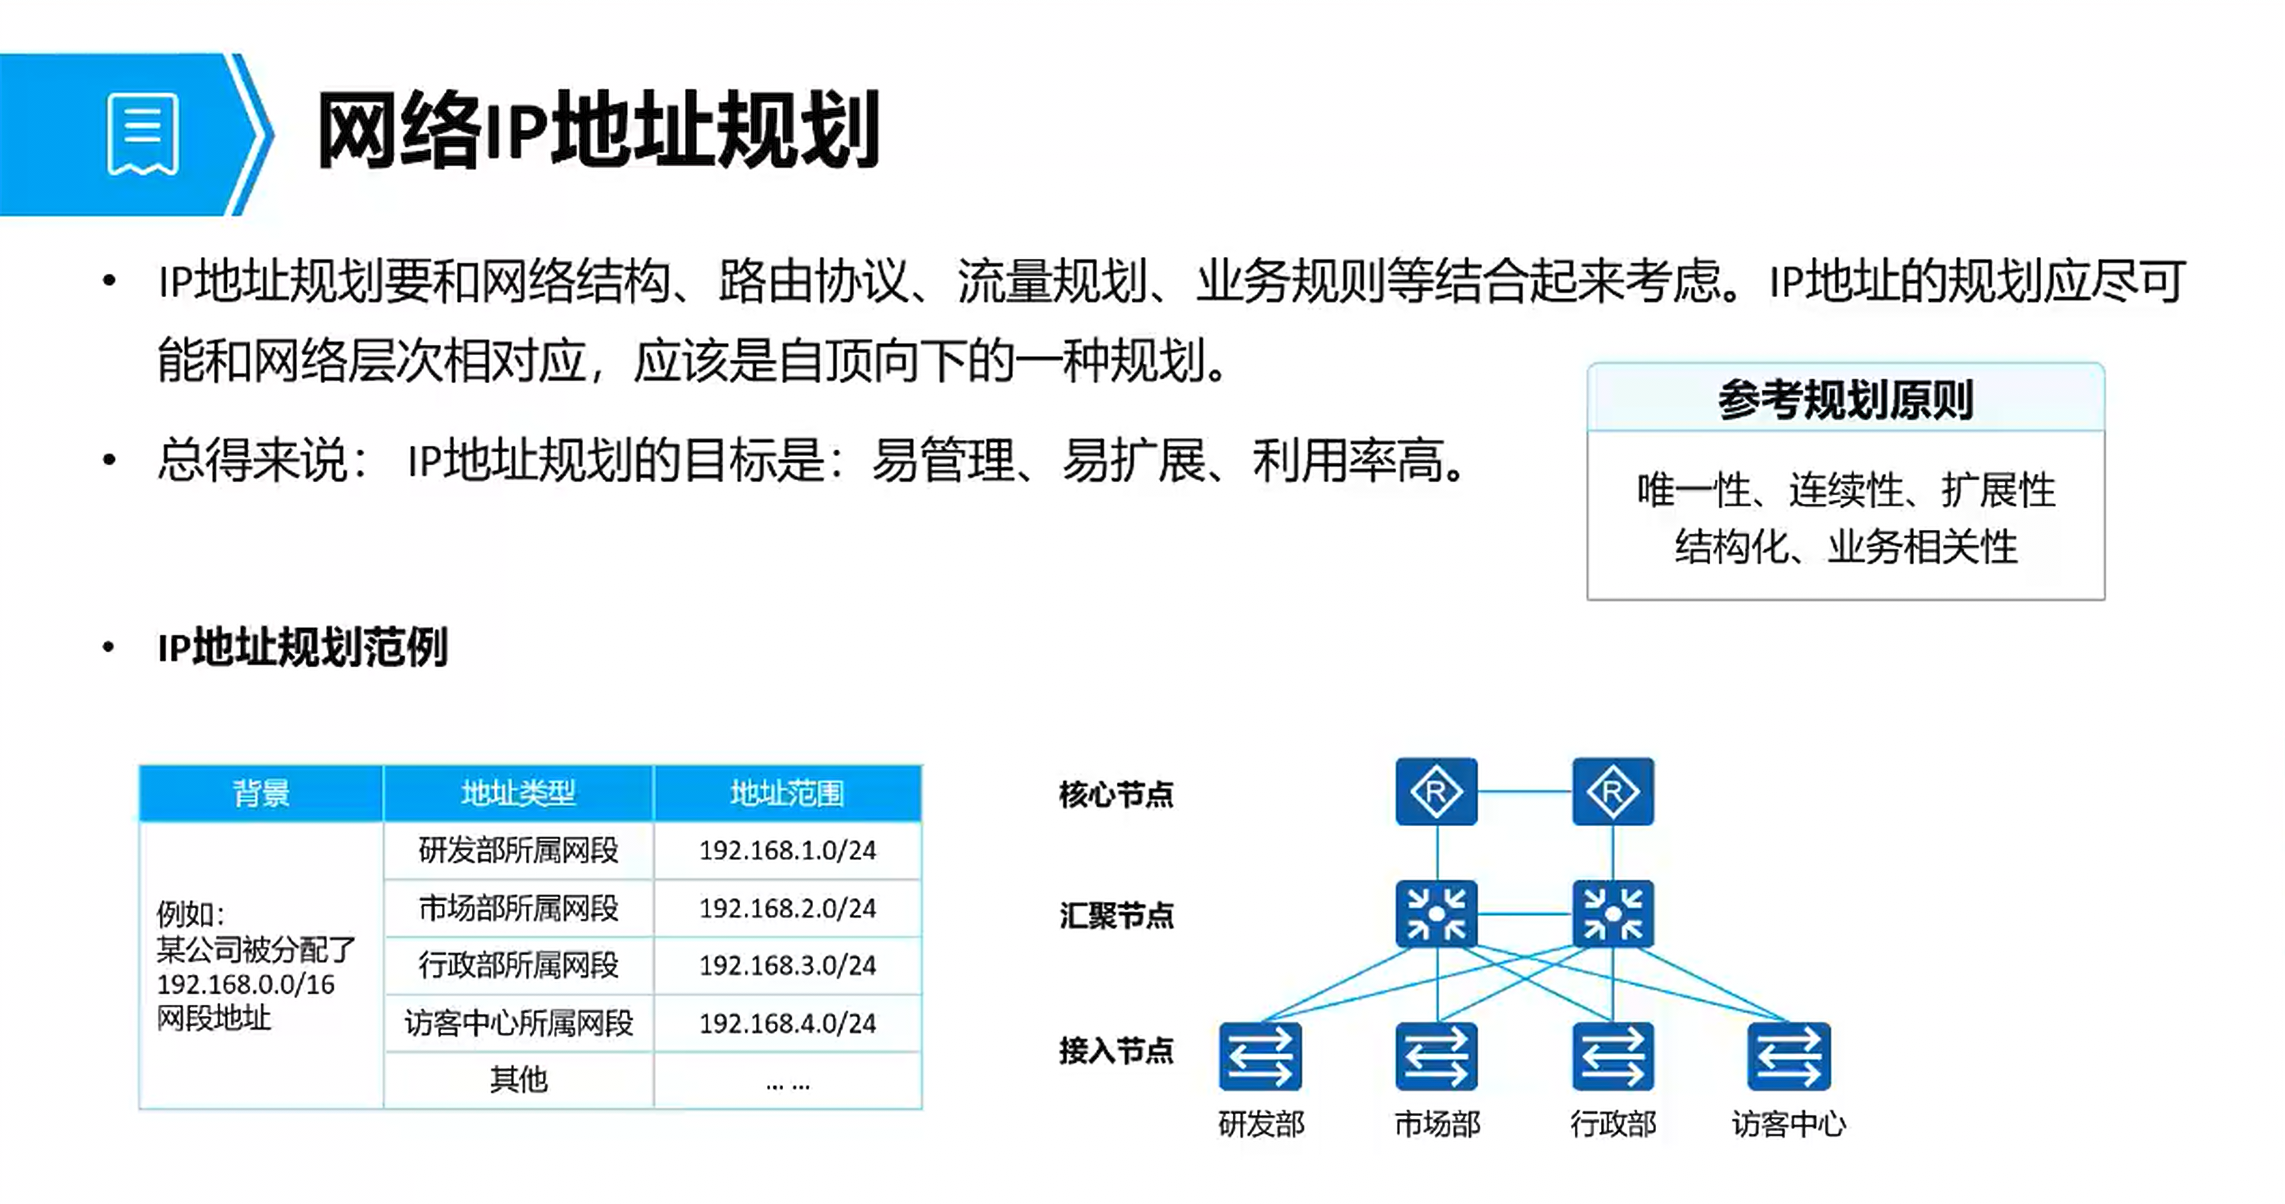 网络IP地址规划
• IP地址规划要和网络结构、路由协议、流量规划、业务规则等结合起来考虑。IP地址的规划应尽可
能和网络层次相对应，应该是自顶向下的一种规划。
• 总得来说： IP地址规划的目标是：易管理、易扩展、利用率高。
参考规划原则
唯一性、连续性、扩展性
结构化、业务相关性
• IP地址规划范例
背景 地址类型 地址范围
例如：
某公司被分配了
192.168.0.0/16
网段地址
研发部所属网段 192.168.1.0/24
市场部所属网段 192.168.2.0/24
行政部所属网段 192.168.3.0/24
访客中心所属网段 192.168.4.0/24
其他 ... ...
核心节点
R R
汇聚节点
接入节点
研发部 市场部 行政部 访客中心